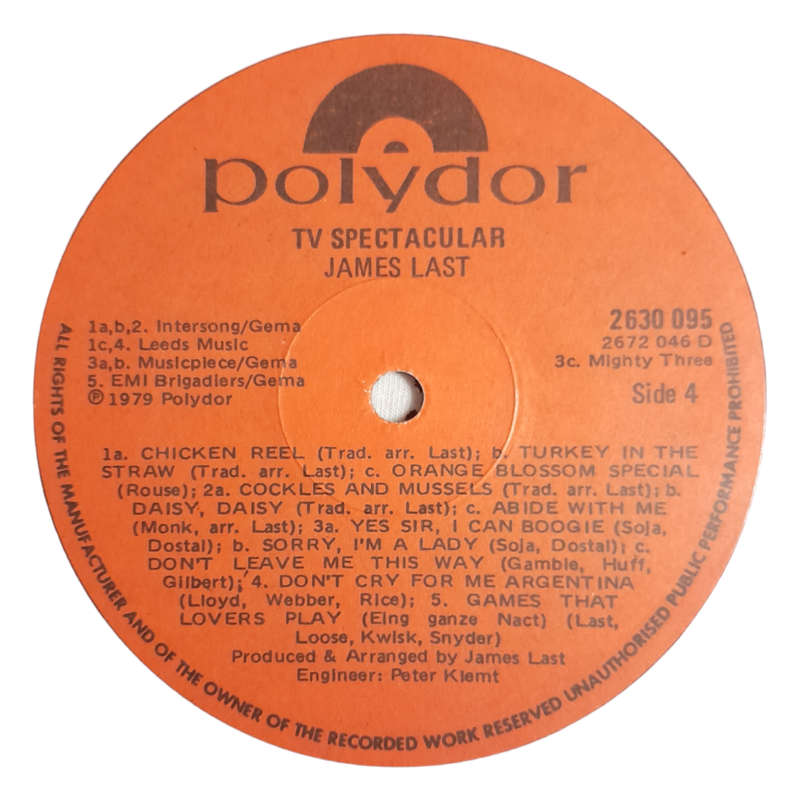 polydor
TV SPECTACULAR
JAMES LAST
1a,b,2. Intersong/Gema
1c,4. Leeds Music
3a,b. Musicpiece/Gema
5. EMI Brigadiers/Gema
℗ 1979 Polydor
2630 095
2672 046 D
3c. Mighty Three
Side 4
1a. CHICKEN REEL (Trad. arr. Last); b. TURKEY IN THE
STRAW (Trad. arr. Last); c. ORANGE BLOSSOM SPECIAL
(Rouse); 2a. COCKLES AND MUSSELS (Trad. arr. Last); b.
DAISY, DAISY (Trad. arr. Last); c. ABIDE WITH ME
(Monk, arr. Last); 3a. YES SIR, I CAN BOOGIE (Soja,
Dostal); b. SORRY, I'M A LADY (Soja, Dostal); c.
DON'T LEAVE ME THIS WAY (Gamble, Huff,
Gilbert); 4. DON'T CRY FOR ME ARGENTINA
(Lloyd, Webber, Rice); 5. GAMES THAT
LOVERS PLAY (Eing ganze Nact) (Last,
Loose, Kwisk, Snyder)
Produced & Arranged by James Last
Engineer: Peter Klemt
ALL RIGHTS OF THE MANUFACTURER AND OF THE OWNER OF THE RECORDED WORK RESERVED UNAUTHORISED PUBLIC PERFORMANCE PROHIBITED